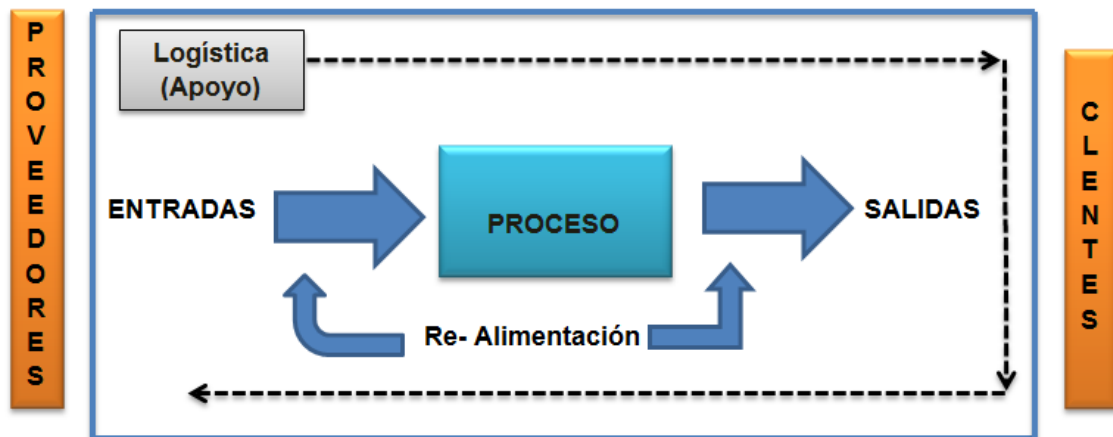 PROVEEDORES
Logística
(Apoyo)
ENTRADAS
PROCESO
SALIDAS
Re- Alimentación
CLENTES